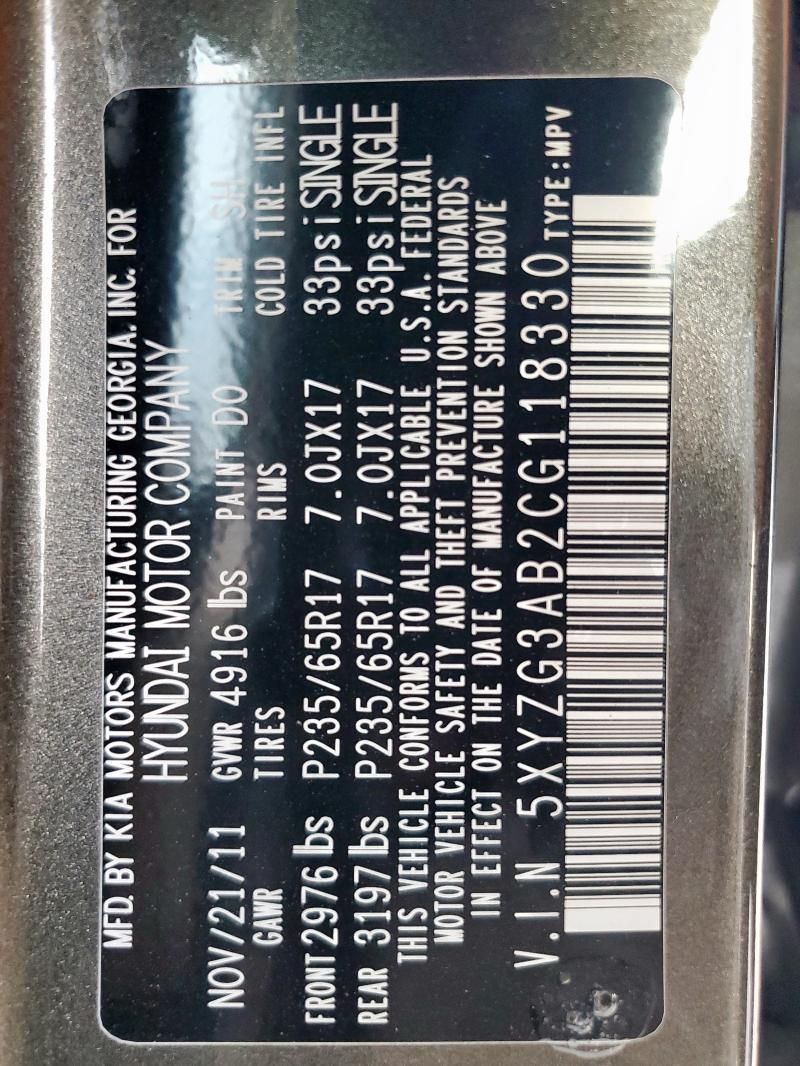 MFD. BY KIA MOTORS MANUFACTURING GEORGIA. INC. FOR
HYUNDAI MOTOR COMPANY
NOV/21/11 GVWR 4916 lbs PAINT DO TRIM SH
GAWR TIRES RIMS COLD TIRE INFL
FRONT 2976 lbs P235/65R17 7.0JX17 33psi SINGLE
REAR 3197 lbs P235/65R17 7.0JX17 33psi SINGLE
THIS VEHICLE CONFORMS TO ALL APPLICABLE U.S.A. FEDERAL
MOTOR VEHICLE SAFETY AND THEFT PREVENTION STANDARDS
IN EFFECT ON THE DATE OF MANUFACTURE SHOWN ABOVE
V.I.N 5XYZG3AB2CG118330 TYPE:MPV